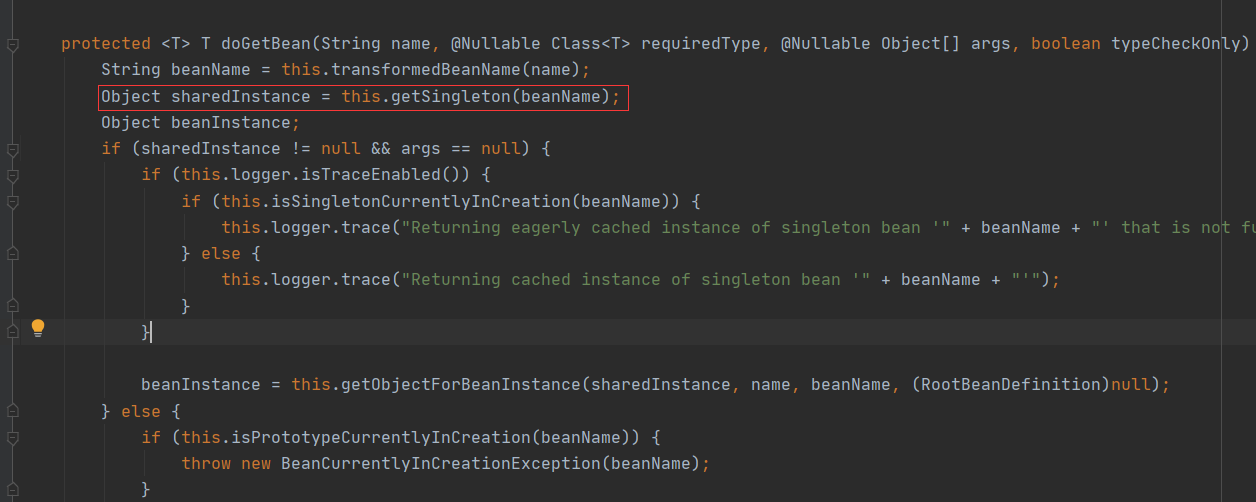 protected <T> T doGetBean(String name, @Nullable Class<T> requiredType, @Nullable Object[] args, boolean typeCheckOnly)
String beanName = this.transformedBeanName(name);
Object sharedInstance = this.getSingleton(beanName);
Object beanInstance;
if (sharedInstance != null && args == null) {
if (this.logger.isTraceEnabled()) {
if (this.isSingletonCurrentlyInCreation(beanName)) {
this.logger.trace("Returning eagerly cached instance of singleton bean '" + beanName + "' that is not fu
} else {
this.logger.trace("Returning cached instance of singleton bean '" + beanName + "'");
}
}
beanInstance = this.getObjectForBeanInstance(sharedInstance, name, beanName, (RootBeanDefinition)null);
} else {
if (this.isPrototypeCurrentlyInCreation(beanName)) {
throw new BeanCurrentlyInCreationException(beanName);
}